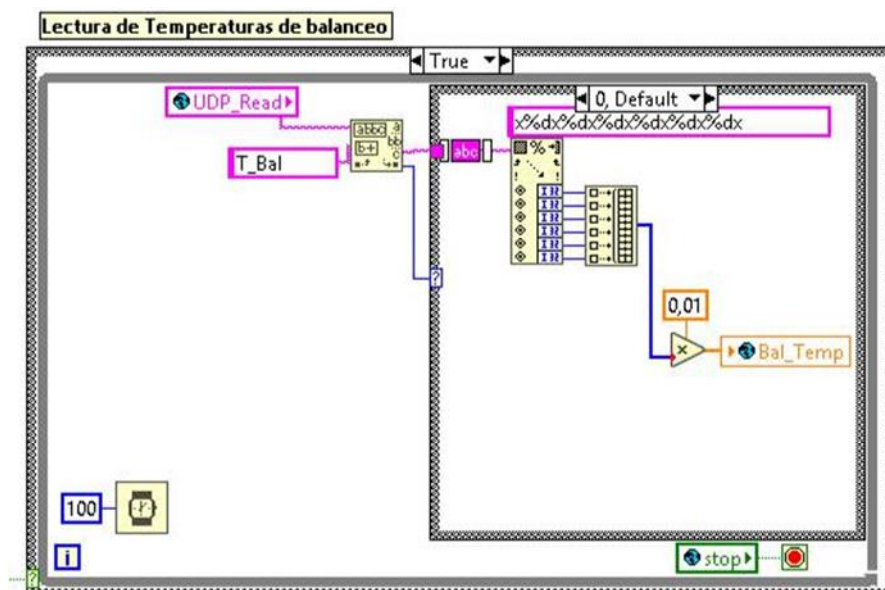 Lectura de Temperaturas de balanceo
True
UDP_Read
0, Default
x%dx%dx%dx%dx%dx%dx
T_Bal
abc
0,01
x
Bal_Temp
100
i
stop
?